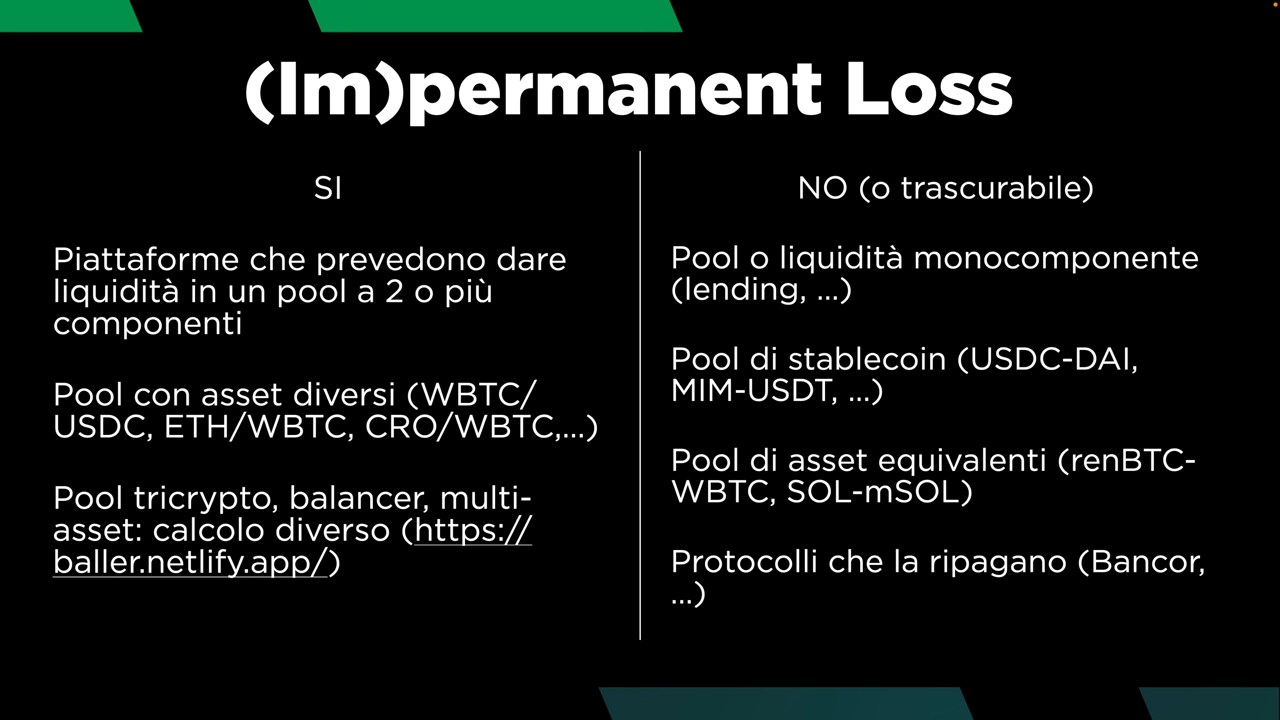 (Im)permanent Loss
SI
Piattaforme che prevedono dare
liquidità in un pool a 2 o più
componenti
Pool con asset diversi (WBTC/
USDC, ETH/WBTC, CRO/WBTC,...)
Pool tricrypto, balancer, multi-
asset: calcolo diverso (https://
baller.netlify.app/)
NO (o trascurabile)
Pool o liquidità monocomponente
(lending, ...)
Pool di stablecoin (USDC-DAI,
MIM-USDT, ...)
Pool di asset equivalenti (renBTC-
WBTC, SOL-mSOL)
Protocolli che la ripagano (Bancor,
...)